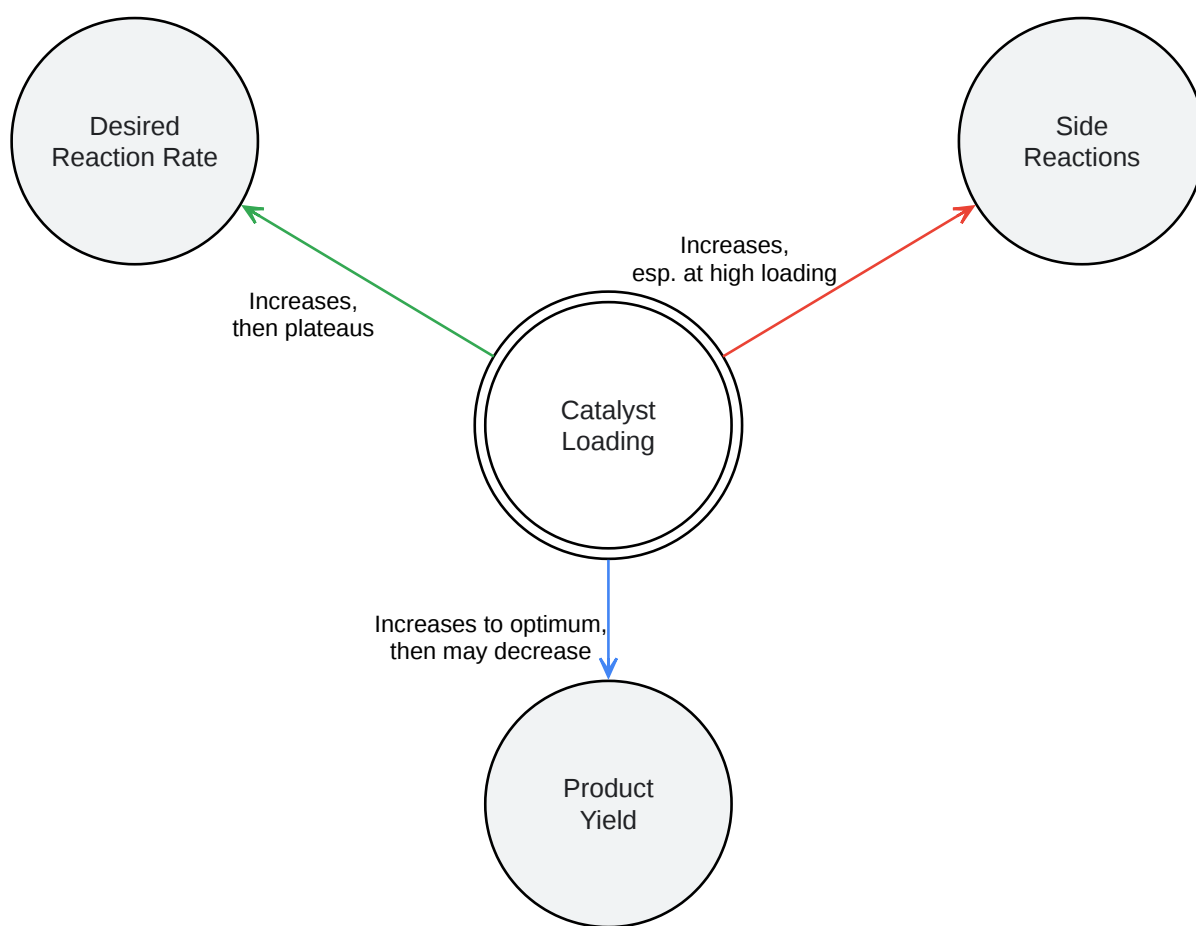 Desired
Reaction Rate
Side
Reactions
Increases,
esp. at high loading
Increases,
then plateaus
Catalyst
Loading
Increases to optimum,
then may decrease
Product
Yield